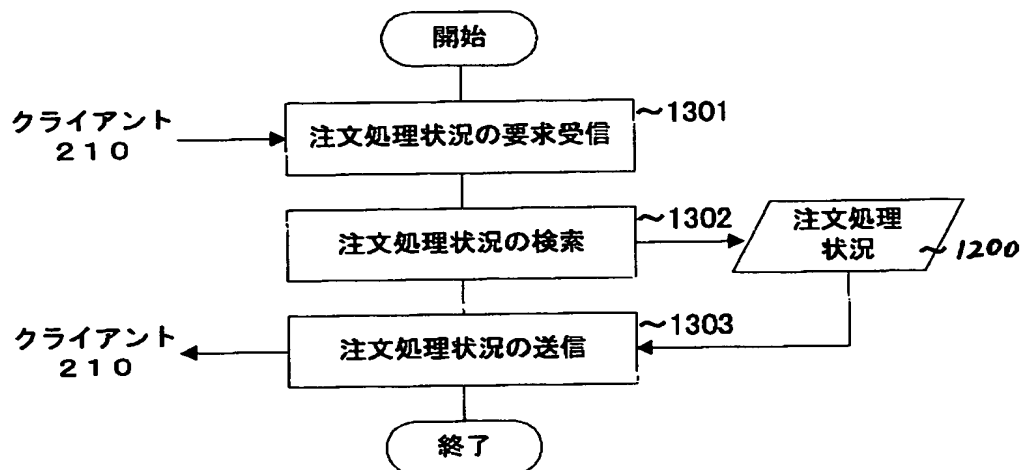 開始
クライアント
２１０
注文処理状況の要求受信
～1301
注文処理状況の検索
～1302
注文処理
状況
～1200
クライアント
２１０
注文処理状況の送信
～1303
終了